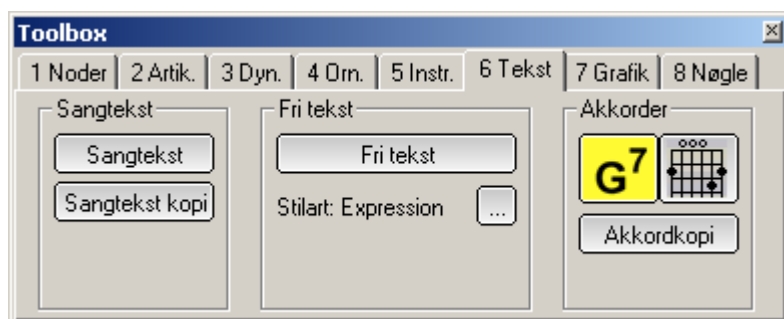 Toolbox
1 Noder 2 Artik. 3 Dyn. 4 Orn. 5 Instr. 6 Tekst 7 Grafik 8 Nøgle
Sangtekst Fri tekst Akkorder
Sangtekst Fri tekst G7
Sangtekst kopi Stilart: Expression ... Akkordkopi